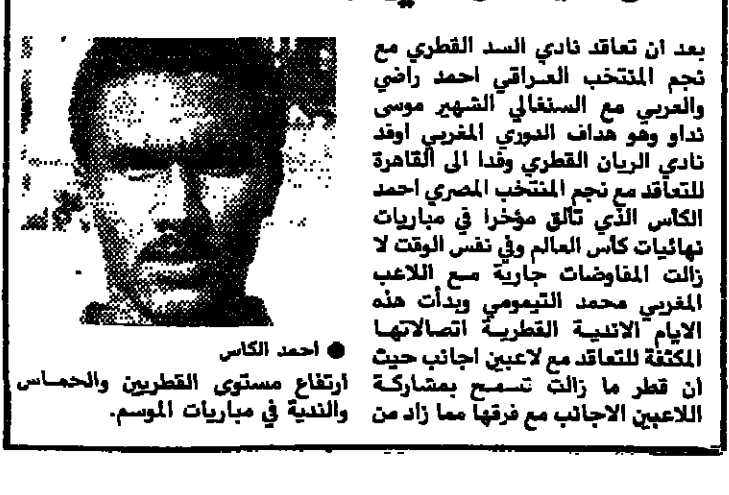 بعد ان تعاقد نادي السد القطري مع
نجم المنتخب العراقي احمد راضي
والعربي مع السنغالي الشهير موسى
نداو وهو هداف الدوري المغربي اوفد
نادي الريان القطري وفدا الى القاهرة
للتعاقد مع نجم المنتخب المصري احمد
الكأس الذي تألق مؤخرا في مباريات
نهائيات كأس العالم وفي نفس الوقت لا
زالت المفاوضات جارية مع اللاعب
المغربي محمد التيمومي وبدأت هذه
الايام الاندية القطرية اتصالاتها
المكثفة للتعاقد مع لاعبين اجانب حيث
أن قطر ما زالت تسمح بمشاركة
اللاعبين الاجانب مع فرقها مما زاد من
● احمد الكاس
أرتفاع مستوى القطريين والحماس
والندية في مباريات الموسم.